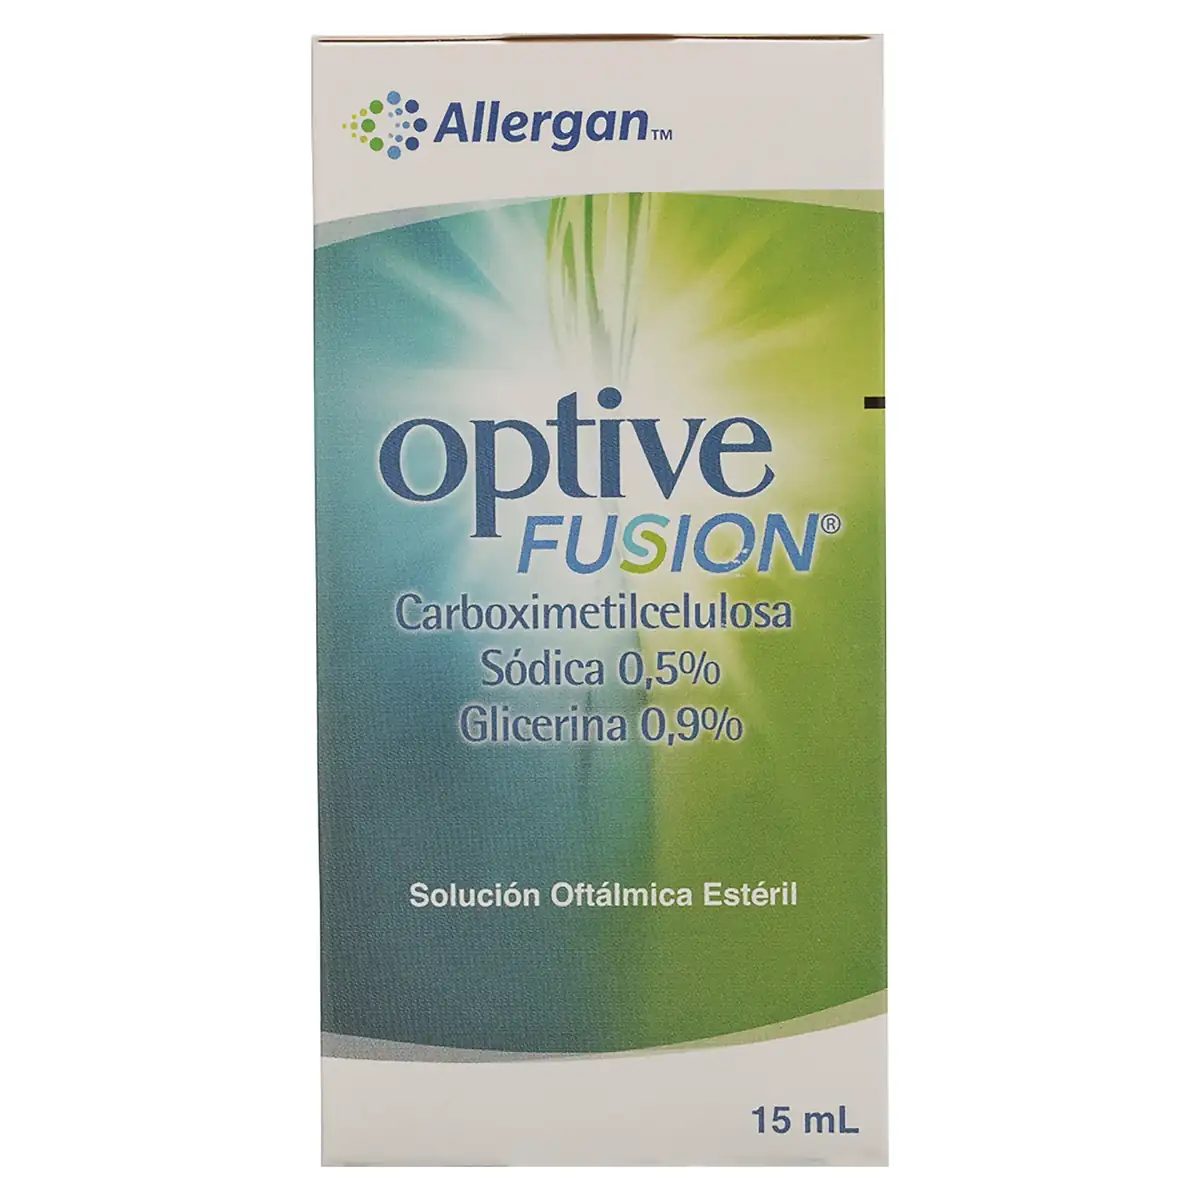 Allergan™
optive
FUSION®
Carboximetilcelulosa
Sódica 0,5%
Glicerina 0,9%
Solución Oftálmica Estéril
15 mL